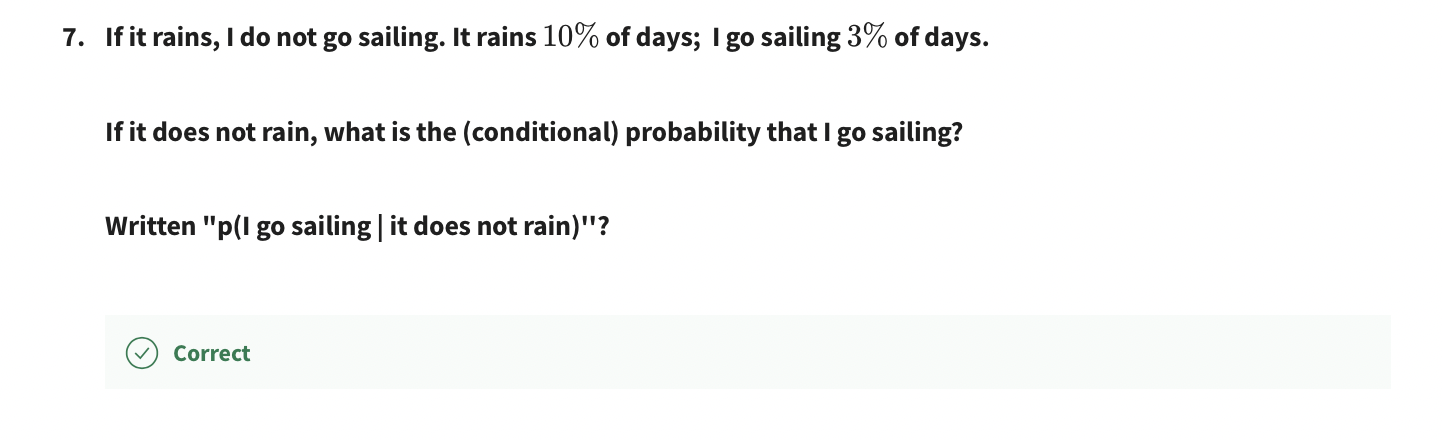 7. If it rains, I do not go sailing. It rains 10% of days; I go sailing 3% of days.
If it does not rain, what is the (conditional) probability that I go sailing?
Written "p(I go sailing | it does not rain)''?
Correct